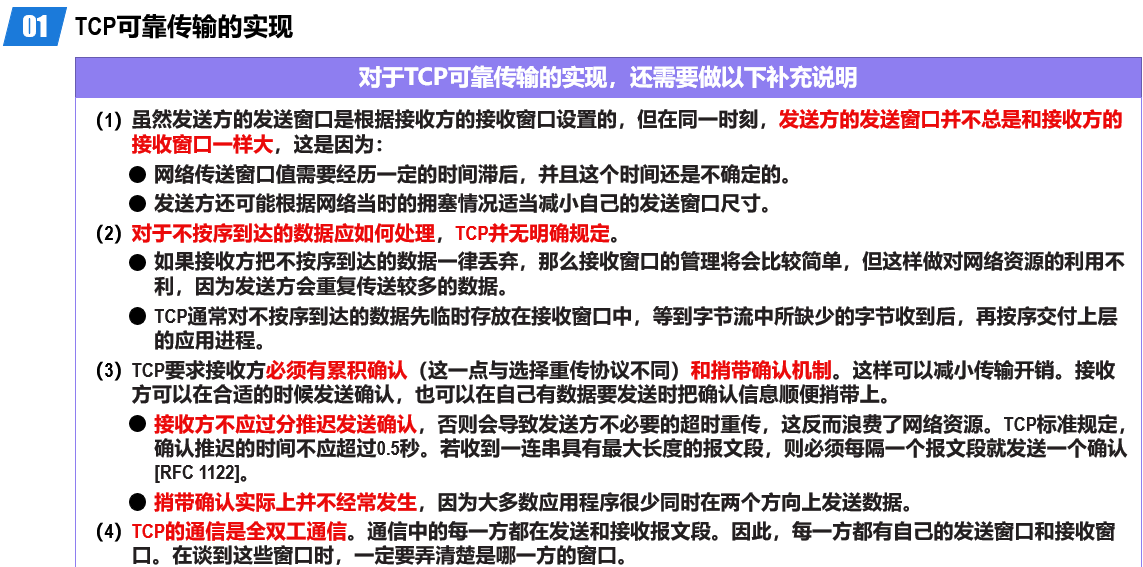 01 TCP可靠传输的实现
对于TCP可靠传输的实现，还需要做以下补充说明
(1) 虽然发送方的发送窗口是根据接收方的接收窗口设置的，但在同一时刻，发送方的发送窗口并不总是和接收方的
接收窗口一样大，这是因为：
● 网络传送窗口值需要经历一定的时间滞后，并且这个时间还是不确定的。
● 发送方还可能根据网络当时的拥塞情况适当减小自己的发送窗口尺寸。
(2) 对于不按序到达的数据应如何处理，TCP并无明确规定。
● 如果接收方把不按序到达的数据一律丢弃，那么接收窗口的管理将会比较简单，但这样做对网络资源的利用不
利，因为发送方会重复传送较多的数据。
● TCP通常对不按序到达的数据先临时存放在接收窗口中，等到字节流中所缺少的字节收到后，再按序交付上层
的应用进程。
(3) TCP要求接收方必须有累积确认（这一点与选择重传协议不同）和捎带确认机制。这样可以减小传输开销。接收
方可以在合适的时候发送确认，也可以在自己有数据要发送时把确认信息顺便捎带上。
● 接收方不应过分推迟发送确认，否则会导致发送方不必要的超时重传，这反而浪费了网络资源。TCP标准规定，
确认推迟的时间不应超过0.5秒。若收到一连串具有最大长度的报文段，则必须每隔一个报文段就发送一个确认
[RFC 1122]。
● 捎带确认实际上并不经常发生，因为大多数应用程序很少同时在两个方向上发送数据。
(4) TCP的通信是全双工通信。通信中的每一方都在发送和接收报文段。因此，每一方都有自己的发送窗口和接收窗
口。在谈到这些窗口时，一定要弄清楚是哪一方的窗口。